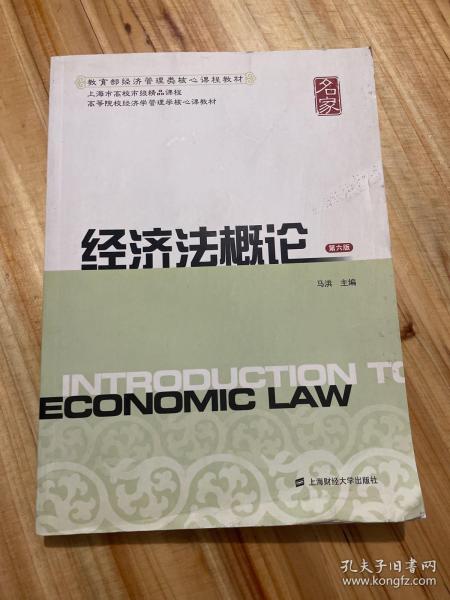 教育部经济管理类核心课程教材
上海市高校市级精品课程
高等院校经济学管理学核心课教材
名家
经济法概论
第六版
马洪 主编
INTRODUCTION TO
ECONOMIC LAW
上海财经大学出版社
孔夫子旧书网
www.kongfz.com